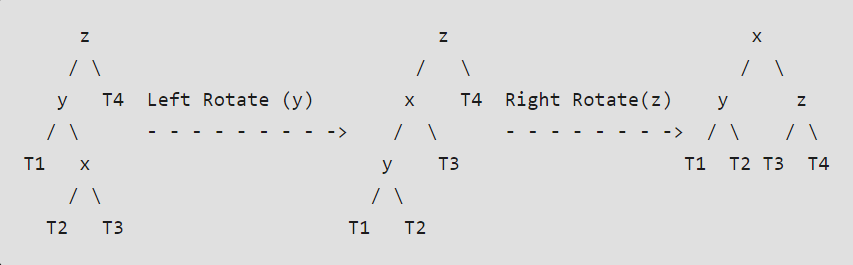 z                               z                           x
    / \                            /   \                        /  \
   y   T4  Left Rotate (y)        x    T4  Right Rotate(z)    y      z
  / \      - - - - - - - - ->    /  \      - - - - - - - ->  / \    / \
T1   x                          y    T3                    T1  T2 T3  T4
    / \                        / \
  T2   T3                    T1   T2